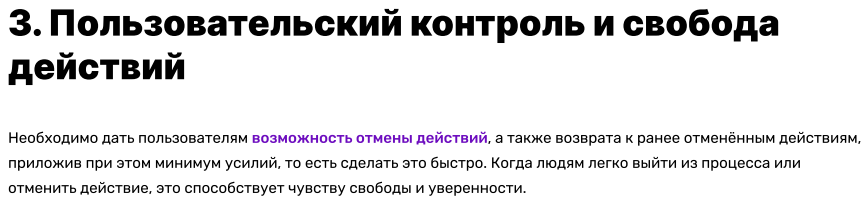 3. Пользовательский контроль и свобода
действий
Необходимо дать пользователям возможность отмены действий, а также возврата к ранее отменённым действиям,
приложив при этом минимум усилий, то есть сделать это быстро. Когда людям легко выйти из процесса или
отменить действие, это способствует чувству свободы и уверенности.